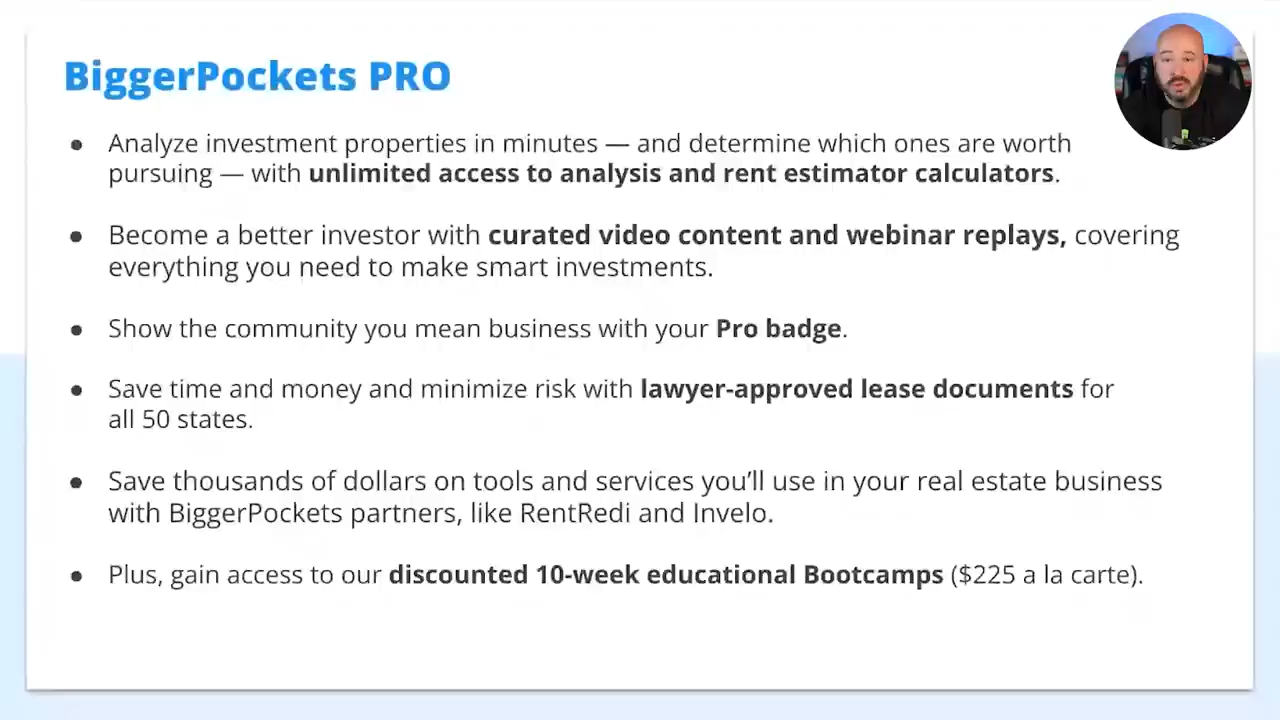 BiggerPockets PRO
● Analyze investment properties in minutes — and determine which ones are worth
pursuing — with unlimited access to analysis and rent estimator calculators.
● Become a better investor with curated video content and webinar replays, covering
everything you need to make smart investments.
● Show the community you mean business with your Pro badge.
● Save time and money and minimize risk with lawyer-approved lease documents for
all 50 states.
● Save thousands of dollars on tools and services you’ll use in your real estate business
with BiggerPockets partners, like RentRedi and Invelo.
● Plus, gain access to our discounted 10-week educational Bootcamps ($225 a la carte).